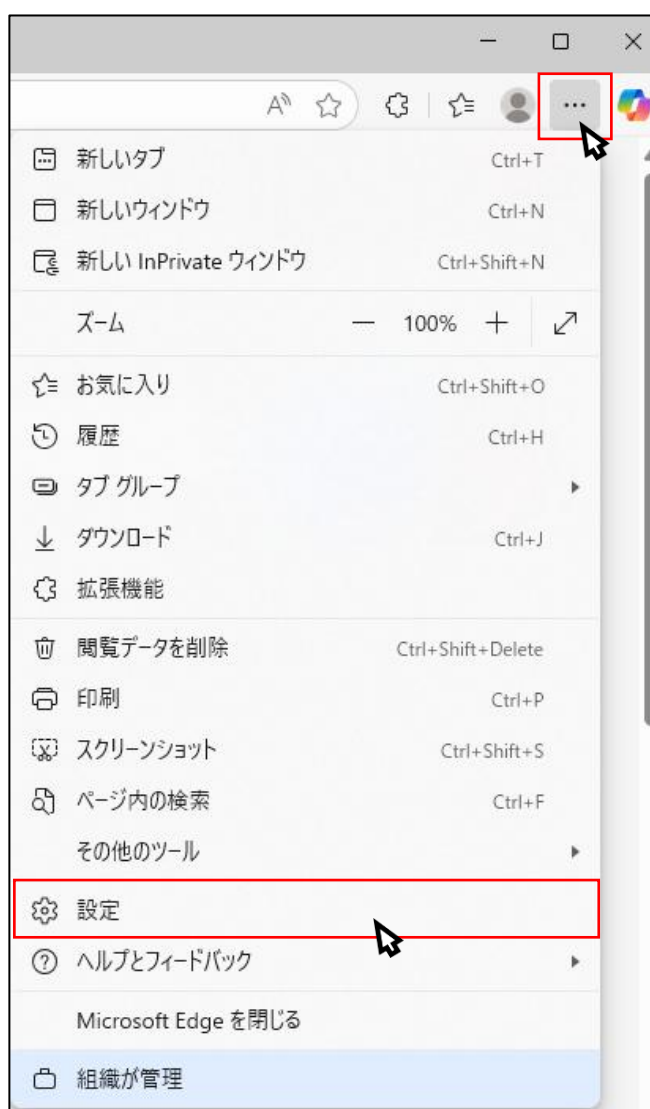 新しいタブ Ctrl+T
新しいウィンドウ Ctrl+N
新しい InPrivate ウィンドウ Ctrl+Shift+N
ズーム 100%
お気に入り Ctrl+Shift+O
履歴 Ctrl+H
タブ グループ
ダウンロード Ctrl+J
拡張機能
閲覧データを削除 Ctrl+Shift+Delete
印刷 Ctrl+P
スクリーンショット Ctrl+Shift+S
ページ内の検索 Ctrl+F
その他のツール
設定
ヘルプとフィードバック
Microsoft Edge を閉じる
組織が管理